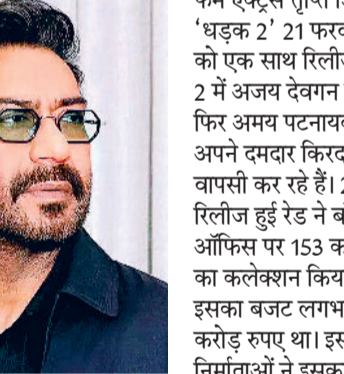 ‘धड़क 2’ 21 फरव
को एक साथ रिलीज
2 में अजय देवगन
फिर अमय पटनायक
अपने दमदार किरद
वापसी कर रहे हैं।
रिलीज हुई रेड ने बॉ
ऑफिस पर 153 क
का कलेक्शन किय
इसका बजट लगभ
करोड़ रुपए था। इस
निर्माताओं ने इसक